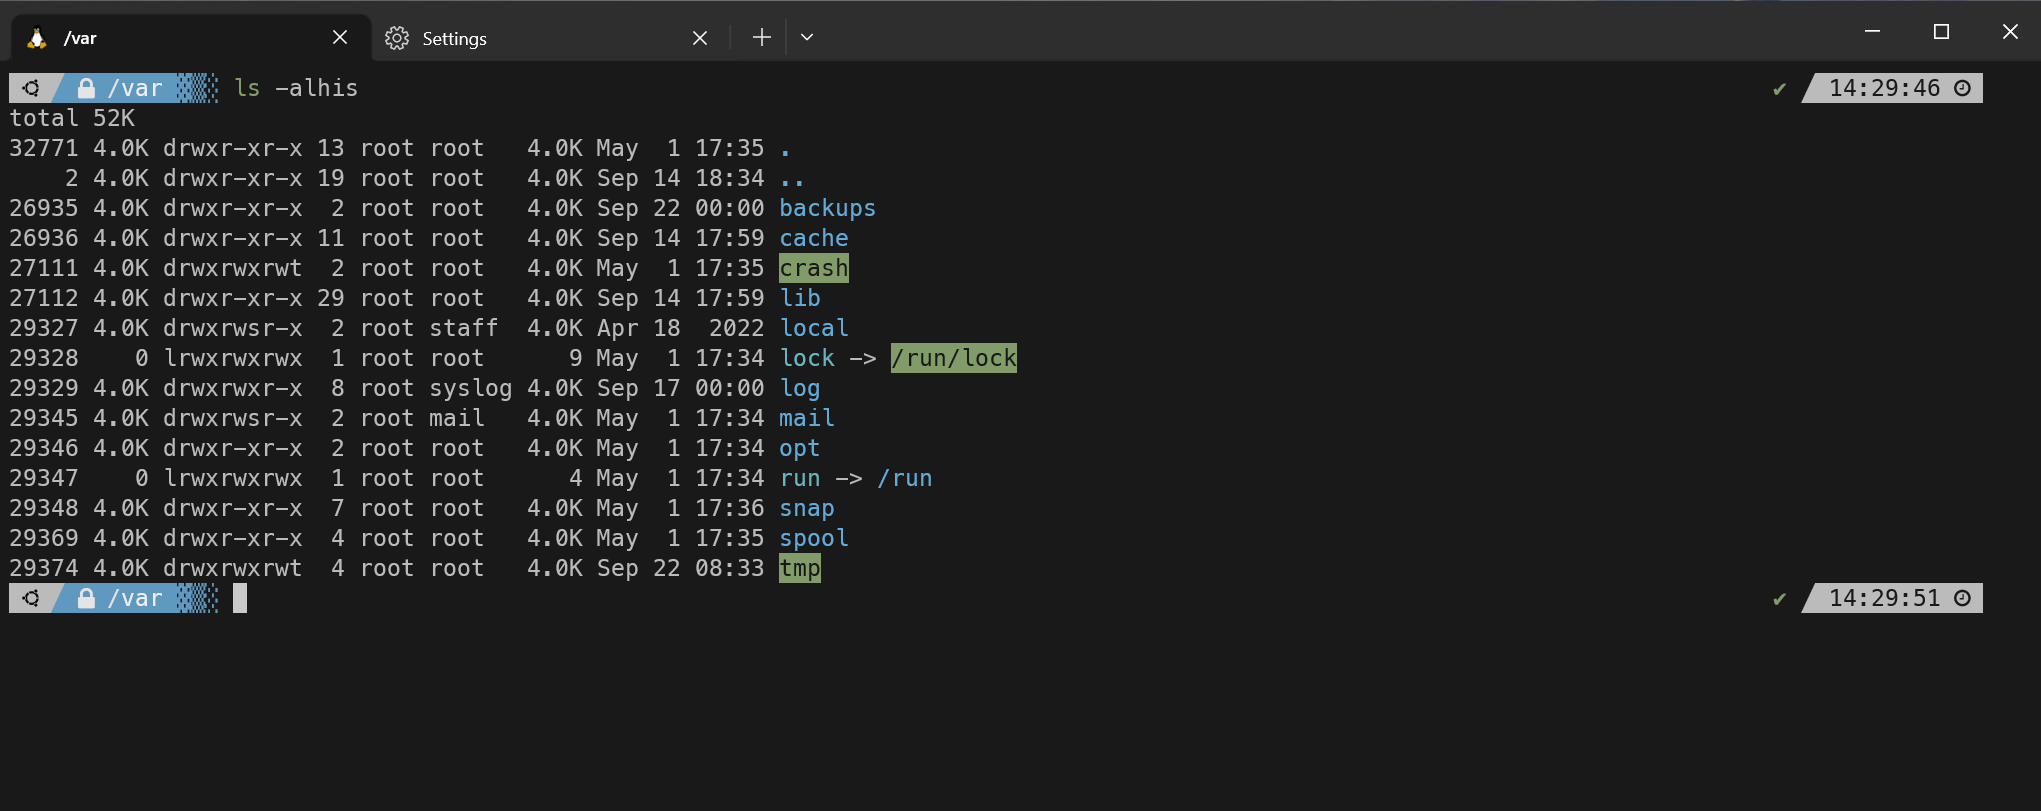 /var Settings
/var ls -alhis 14:29:46
total 52K
32771 4.0K drwxr-xr-x 13 root root   4.0K May  1 17:35 .
    2 4.0K drwxr-xr-x 19 root root   4.0K Sep 14 18:34 ..
26935 4.0K drwxr-xr-x  2 root root   4.0K Sep 22 00:00 backups
26936 4.0K drwxr-xr-x 11 root root   4.0K Sep 14 17:59 cache
27111 4.0K drwxrwxrwt  2 root root   4.0K May  1 17:35 crash
27112 4.0K drwxr-xr-x 29 root root   4.0K Sep 14 17:59 lib
29327 4.0K drwxrwsr-x  2 root staff  4.0K Apr 18  2022 local
29328    0 lrwxrwxrwx  1 root root      9 May  1 17:34 lock -> /run/lock
29329 4.0K drwxrwxr-x  8 root syslog 4.0K Sep 17 00:00 log
29345 4.0K drwxrwsr-x  2 root mail   4.0K May  1 17:34 mail
29346 4.0K drwxr-xr-x  2 root root   4.0K May  1 17:34 opt
29347    0 lrwxrwxrwx  1 root root      4 May  1 17:34 run -> /run
29348 4.0K drwxr-xr-x  7 root root   4.0K May  1 17:36 snap
29369 4.0K drwxr-xr-x  4 root root   4.0K May  1 17:35 spool
29374 4.0K drwxrwxrwt  4 root root   4.0K Sep 22 08:33 tmp
/var 14:29:51